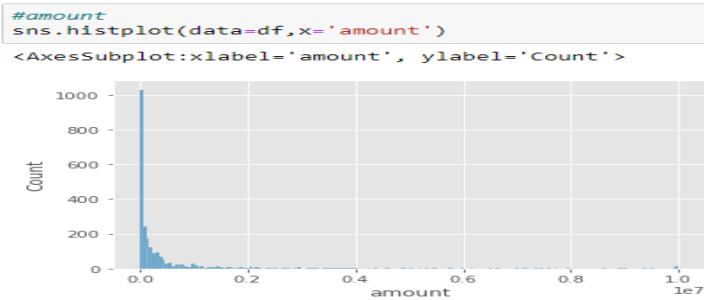 #amount
sns.histplot(data=df,x='amount')
<AxesSubplot:xlabel='amount', ylabel='Count'>
1000
800
600
400
200
0
Count
0.0 0.2 0.4 0.6 0.8 1.0
1e7
amount